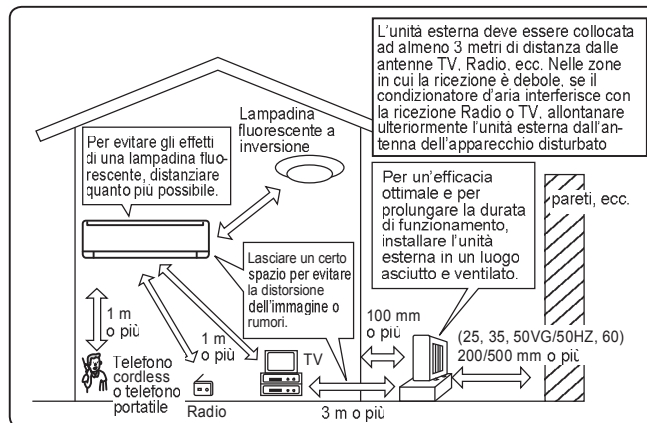 L'unità esterna deve essere collocata
ad almeno 3 metri di distanza dalle
antenne TV, Radio, ecc. Nelle zone
in cui la ricezione è debole, se il
condizionatore d'aria interferisce con
la ricezione Radio o TV, allontanare
ulteriormente l'unità esterna dall'an-
tenna dell'apparecchio disturbato
Lampadina
fluorescente a
inversione
Per evitare gli effetti
di una lampadina fluo-
rescente, distanziare
quanto più possibile.
Per un'efficacia
ottimale e per
prolungare la durata
di funzionamento,
installare l'unità
esterna in un luogo
asciutto e ventilato.
pareti, ecc.
Lasciare un certo
spazio per evitare
la distorsione
dell'immagine o
rumori.
1 m
o più
1 m
o più
100 mm
o più
(25, 35, 50VG/50HZ, 60)
200/500 mm o più
TV
Telefono
cordless
o telefono
portatile
Radio
3 m o più